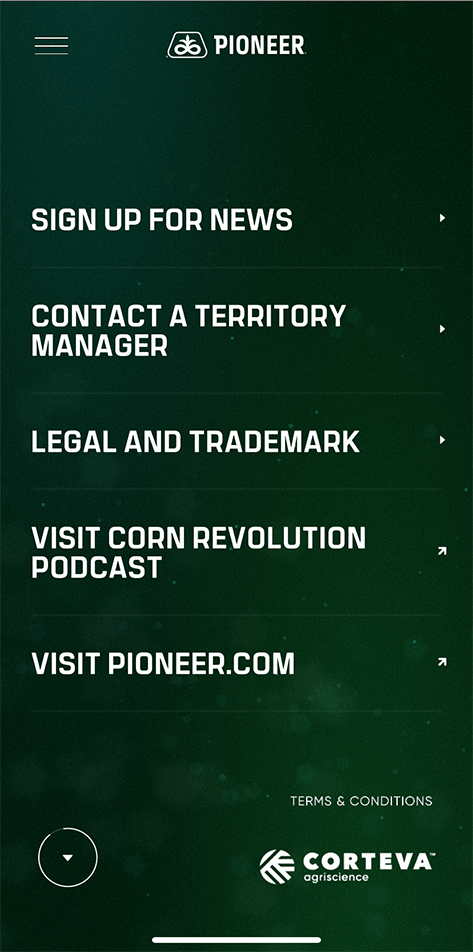 PIONEER
SIGN UP FOR NEWS
CONTACT A TERRITORY
MANAGER
LEGAL AND TRADEMARK
VISIT CORN REVOLUTION
PODCAST
VISIT PIONEER.COM
TERMS & CONDITIONS
CORTEVA™
agriscience